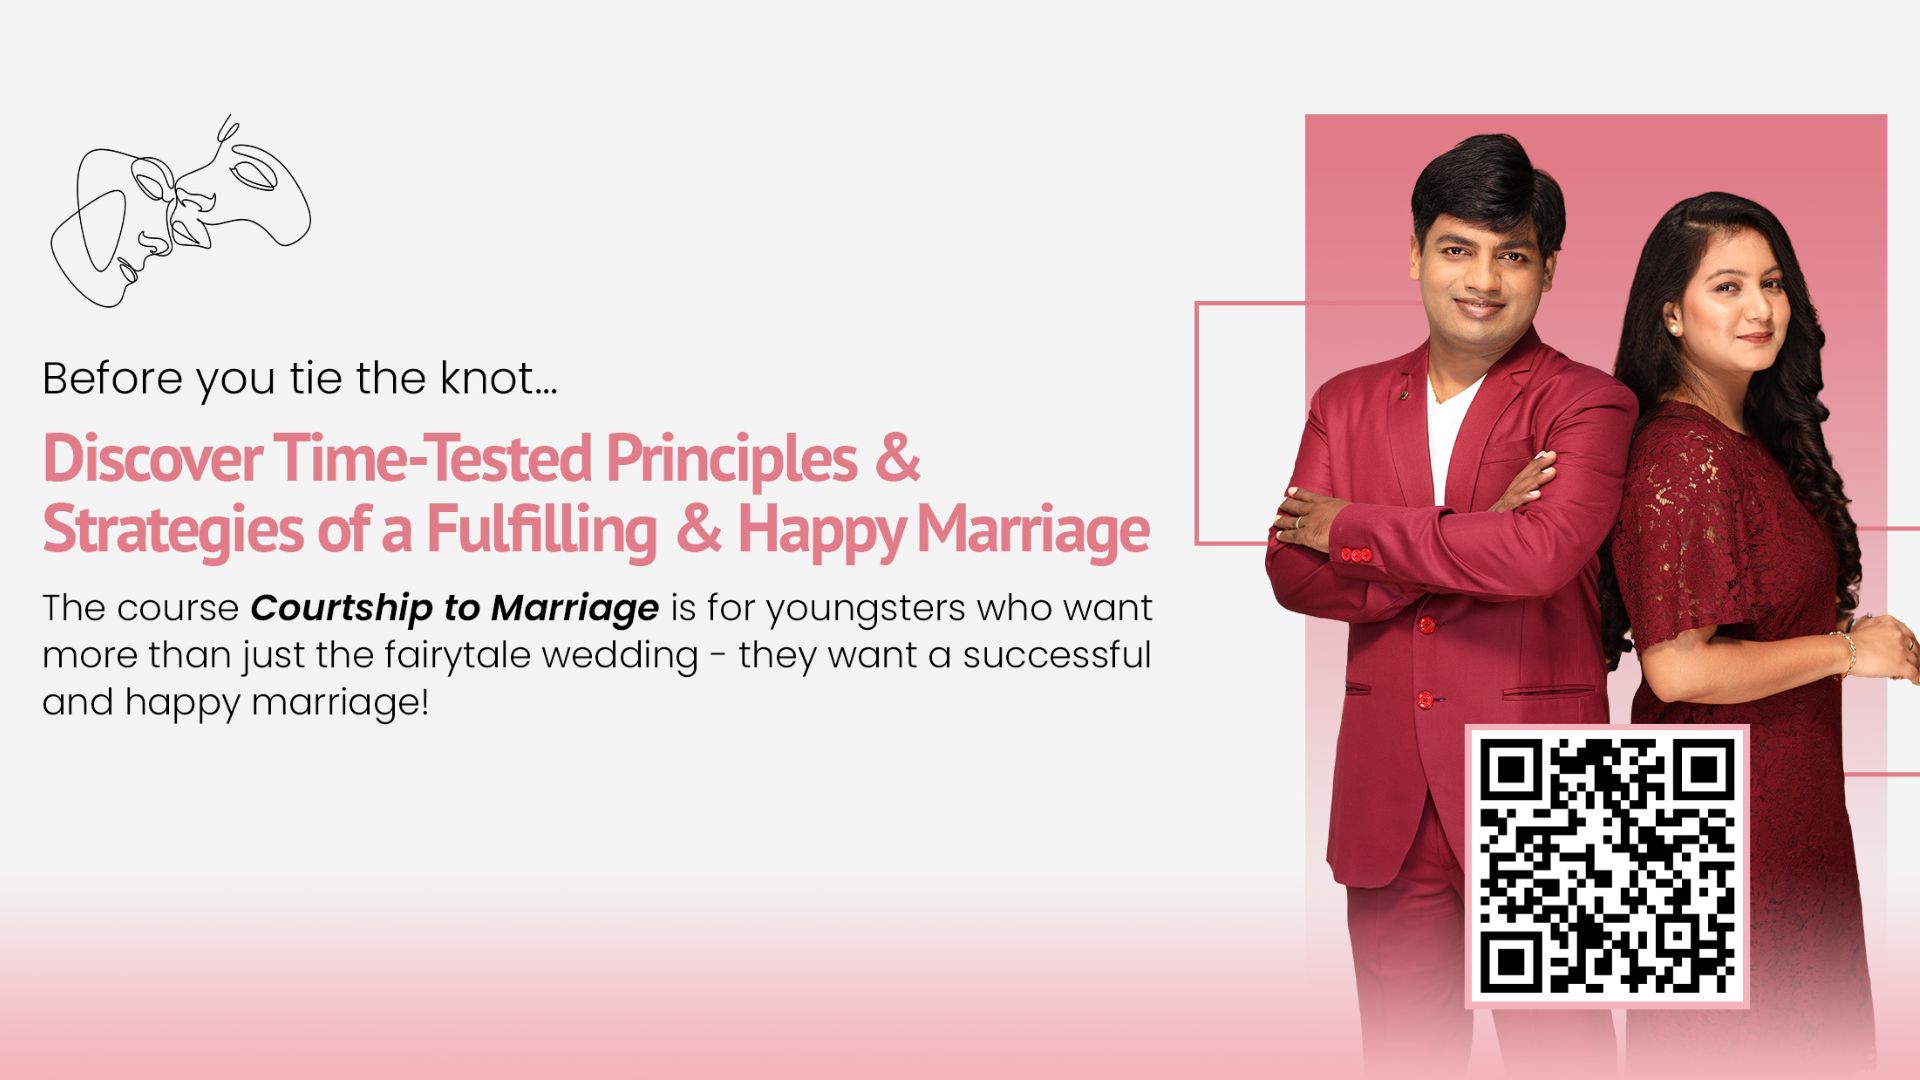 Before you tie the knot...
Discover Time-Tested Principles &
Strategies of a Fulfilling & Happy Marriage
The course Courtship to Marriage is for youngsters who want
more than just the fairytale wedding - they want a successful
and happy marriage!